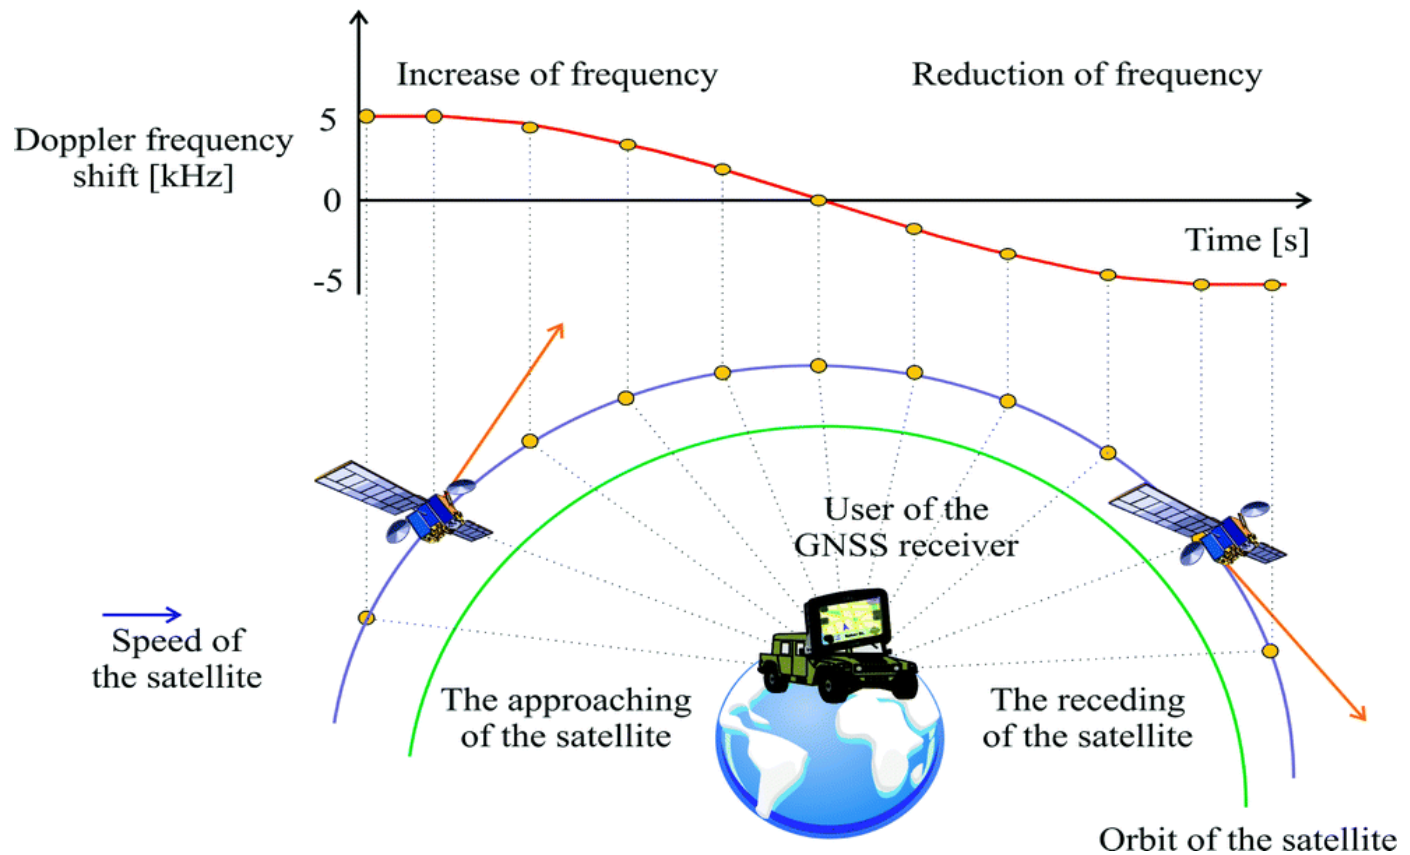 Increase of frequency
Reduction of frequency
5
Doppler frequency
shift [kHz]
0
Time [s]
-5
User of the
GNSS receiver
Speed of
the satellite
The approaching
of the satellite
The receding
of the satellite
Orbit of the satellite